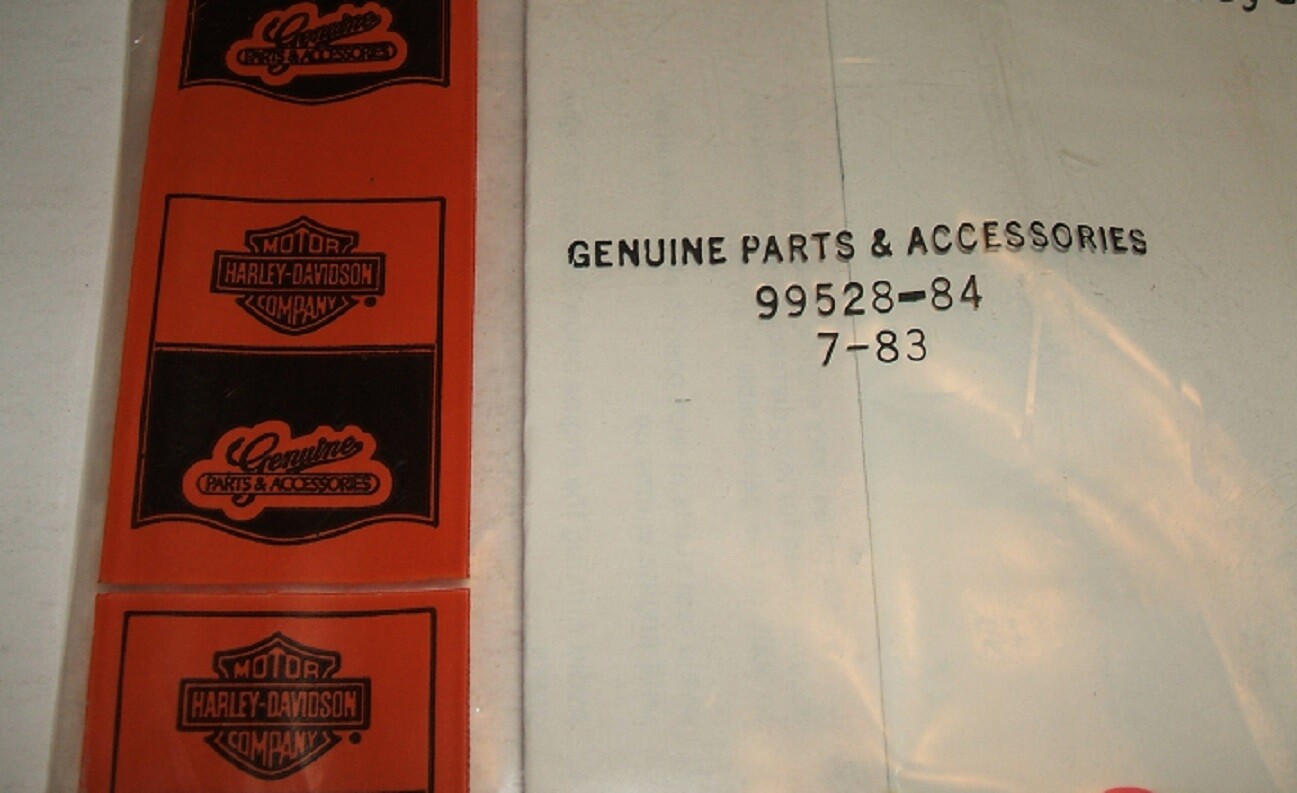 Genuine
PARTS & ACCESSORIES
MOTOR
HARLEY-DAVIDSON
COMPANY
Genuine
PARTS & ACCESSORIES
MOTOR
HARLEY-DAVIDSON
COMPANY
GENUINE PARTS & ACCESSORIES
99528-84
7-83